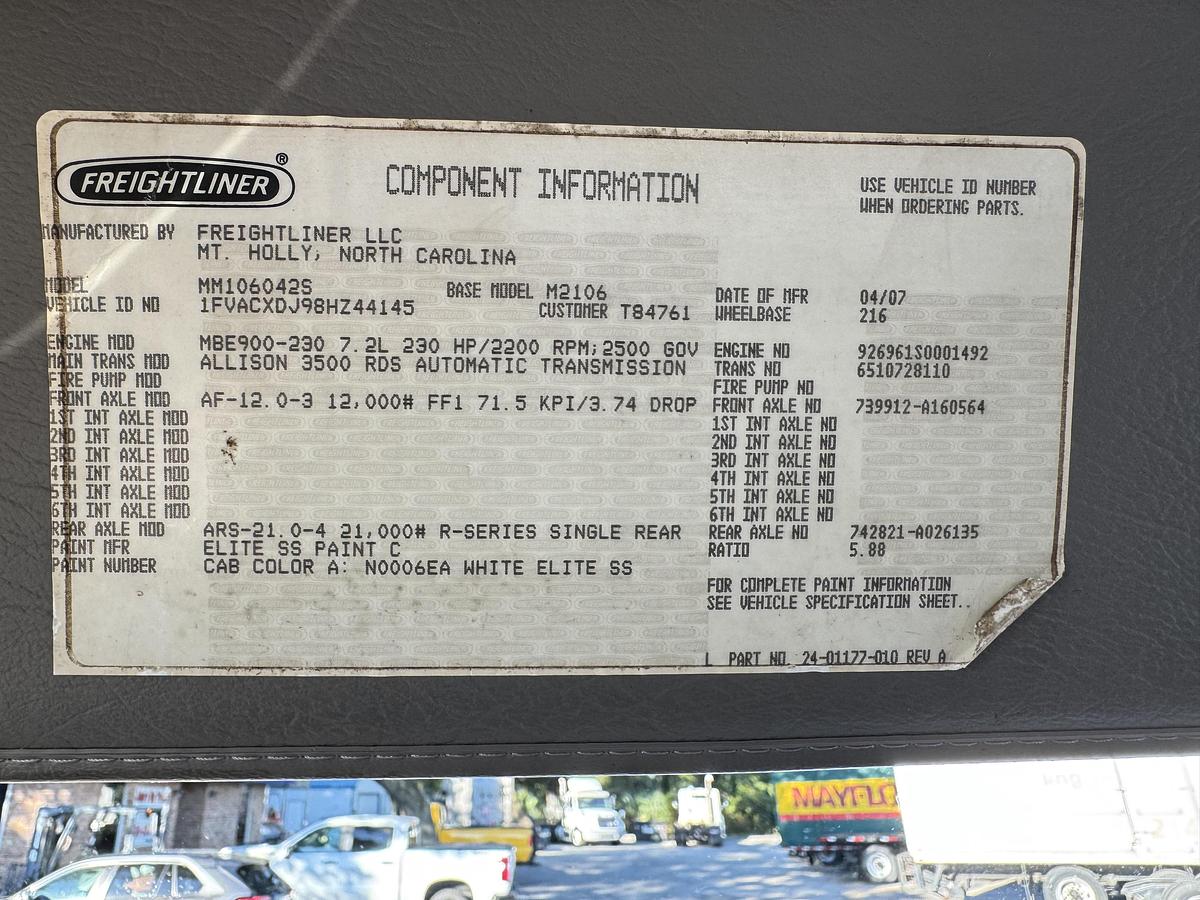 FREIGHTLINER®
COMPONENT INFORMATION
USE VEHICLE ID NUMBER
WHEN ORDERING PARTS.
MANUFACTURED BY FREIGHTLINER LLC
MT. HOLLY, NORTH CAROLINA
MODEL MM106042S BASE MODEL M2106
VEHICLE ID NO 1FVACXDJ98HZ44145 CUSTOMER T84761
DATE OF MFR 04/07
WHEELBASE 216
ENGINE MOD MBE900-230 7.2L 230 HP/2200 RPM;2500 GOV
MAIN TRANS MOD ALLISON 3500 RDS AUTOMATIC TRANSMISSION
FIRE PUMP MOD
FRONT AXLE MOD AF-12.0-3 12,000# FF1 71.5 KPI/3.74 DROP
1ST INT AXLE MOD
2ND INT AXLE MOD
3RD INT AXLE MOD
4TH INT AXLE MOD
5TH INT AXLE MOD
6TH INT AXLE MOD
REAR AXLE MOD ARS-21.0-4 21,000# R-SERIES SINGLE REAR
PAINT MFR ELITE SS PAINT C
PAINT NUMBER CAB COLOR A: N0006EA WHITE ELITE SS
ENGINE NO 926961S0001492
TRANS NO 6510728110
FIRE PUMP NO
FRONT AXLE NO 739912-A160564
1ST INT AXLE NO
2ND INT AXLE NO
3RD INT AXLE NO
4TH INT AXLE NO
5TH INT AXLE NO
6TH INT AXLE NO
REAR AXLE NO 742821-A026135
RATIO 5.88
FOR COMPLETE PAINT INFORMATION
SEE VEHICLE SPECIFICATION SHEET..
L PART NO. 24-01177-010 REV A
MAYFLO